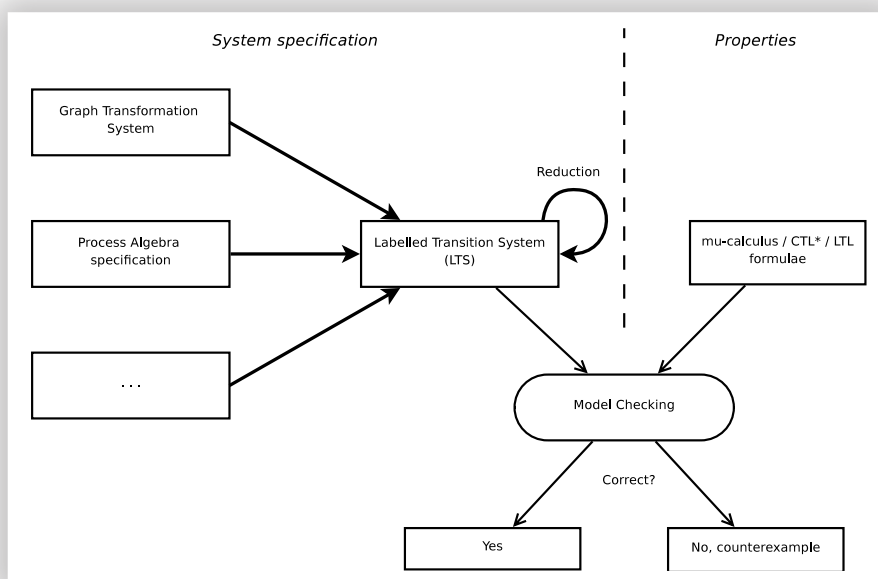 System specification
Properties
Graph Transformation
System
Reduction
Process Algebra
specification
Labelled Transition System
(LTS)
mu-calculus / CTL* / LTL
formulae
...
Model Checking
Correct?
Yes
No, counterexample